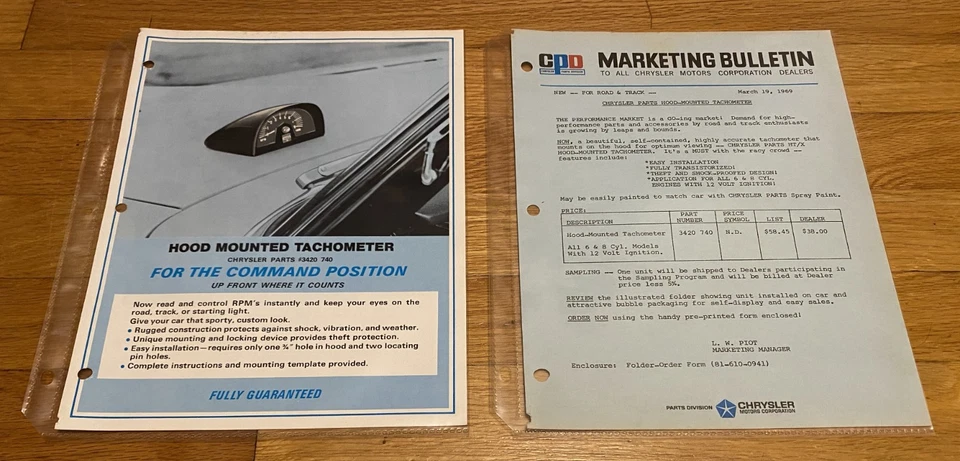 HOOD MOUNTED TACHOMETER
CHRYSLER PARTS #3420 740
FOR THE COMMAND POSITION
UP FRONT WHERE IT COUNTS
Now read and control RPM's instantly and keep your eyes on the
road, track, or starting light.
Give your car that sporty, custom look.
• Rugged construction protects against shock, vibration, and weather.
• Unique mounting and locking device provides theft protection.
• Easy installation—requires only one ¾" hole in hood and two locating
pin holes.
• Complete instructions and mounting template provided.
FULLY GUARANTEED
cpd MARKETING BULLETIN
TO ALL CHRYSLER MOTORS CORPORATION DEALERS
NEW -- FOR ROAD & TRACK -- March 19, 1969
CHRYSLER PARTS HOOD-MOUNTED TACHOMETER
THE PERFORMANCE MARKET is a GO-ing market! Demand for high-
performance parts and accessories by road and track enthusiasts
is growing by leaps and bounds.
NOW, a beautiful, self-contained, highly accurate tachometer that
mounts on the hood for optimum viewing -- CHRYSLER PARTS HT/X
HOOD-MOUNTED TACHOMETER. It's a MUST with the racy crowd --
features include:
*EASY INSTALLATION
*FULLY TRANSISTORIZED!
*THEFT AND SHOCK-PROOFED DESIGN!
*APPLICATION FOR ALL 6 & 8 CYL.
ENGINES WITH 12 VOLT IGNITION!
May be easily painted to match car with CHRYSLER PARTS Spray Paint.
PRICE:
DESCRIPTION PART NUMBER PRICE SYMBOL LIST DEALER
Hood-Mounted Tachometer 3420 740 N.D. $58.45 $38.00
All 6 & 8 Cyl. Models
With 12 Volt Ignition.
SAMPLING -- One unit will be shipped to Dealers participating in
the Sampling Program and will be billed at Dealer
price less 5%.
REVIEW the illustrated folder showing unit installed on car and
attractive bubble packaging for self-display and easy sales.
ORDER NOW using the handy pre-printed form enclosed!
L. W. PIOT
MARKETING MANAGER
Enclosure: Folder-Order Form (81-610-0941)
PARTS DIVISION CHRYSLER
MOTORS CORPORATION